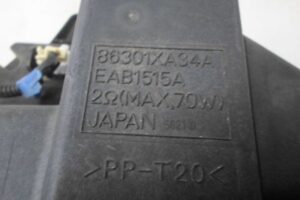 86301XA34A
EAB1515A
2Ω(MAX,70W)
JAPAN
>PP-T20<